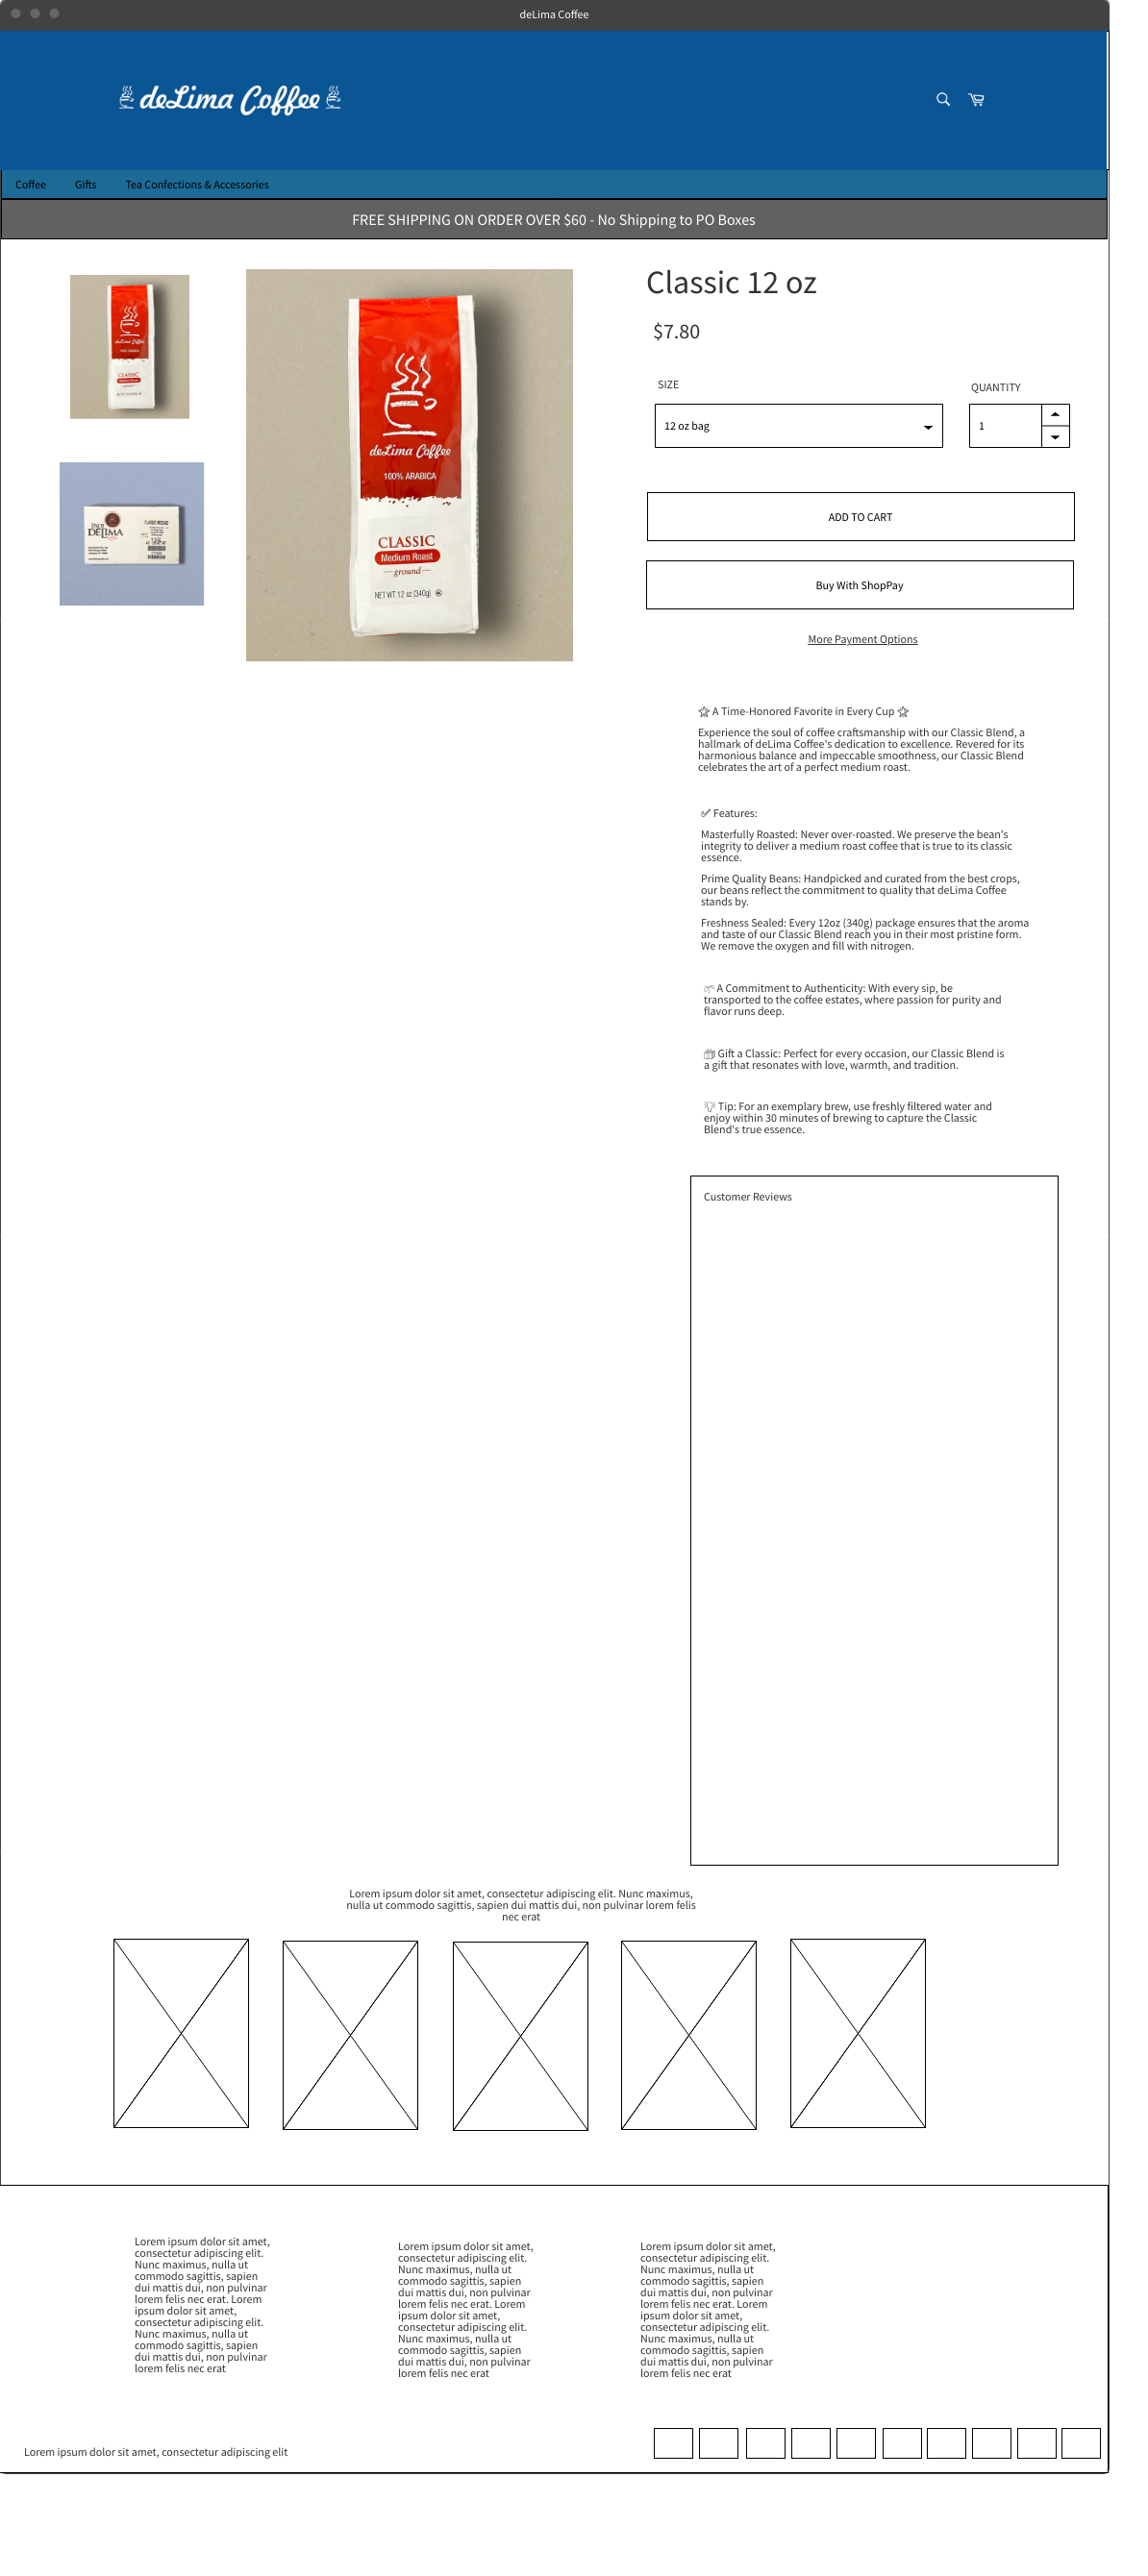 deLima Coffee
deLima Coffee
Coffee Gifts Tea Confections & Accessories
FREE SHIPPING ON ORDER OVER $60 - No Shipping to PO Boxes
deLima Coffee
100% ARABICA
CLASSIC
Medium Roast
ground
PAUL
DELIMA
CLASSIC GROUND
deLima Coffee
100% ARABICA
CLASSIC
Medium Roast
ground
NET WT 12 oz (340g)
Classic 12 oz
$7.80
SIZE
QUANTITY
12 oz bag
1
ADD TO CART
Buy With ShopPay
More Payment Options
A Time-Honored Favorite in Every Cup
Experience the soul of coffee craftsmanship with our Classic Blend, a
hallmark of deLima Coffee's dedication to excellence. Revered for its
harmonious balance and impeccable smoothness, our Classic Blend
celebrates the art of a perfect medium roast.
✅ Features:
Masterfully Roasted: Never over-roasted. We preserve the bean's
integrity to deliver a medium roast coffee that is true to its classic
essence.
Prime Quality Beans: Handpicked and curated from the best crops,
our beans reflect the commitment to quality that deLima Coffee
stands by.
Freshness Sealed: Every 12oz (340g) package ensures that the aroma
and taste of our Classic Blend reach you in their most pristine form.
We remove the oxygen and fill with nitrogen.
🌱 A Commitment to Authenticity: With every sip, be
transported to the coffee estates, where passion for purity and
flavor runs deep.
🎁 Gift a Classic: Perfect for every occasion, our Classic Blend is
a gift that resonates with love, warmth, and tradition.
💡 Tip: For an exemplary brew, use freshly filtered water and
enjoy within 30 minutes of brewing to capture the Classic
Blend's true essence.
Customer Reviews
Lorem ipsum dolor sit amet, consectetur adipiscing elit. Nunc maximus,
nulla ut commodo sagittis, sapien dui mattis dui, non pulvinar lorem felis
nec erat
Lorem ipsum dolor sit amet,
consectetur adipiscing elit.
Nunc maximus, nulla ut
commodo sagittis, sapien
dui mattis dui, non pulvinar
lorem felis nec erat. Lorem
ipsum dolor sit amet,
consectetur adipiscing elit.
Nunc maximus, nulla ut
commodo sagittis, sapien
dui mattis dui, non pulvinar
lorem felis nec erat
Lorem ipsum dolor sit amet,
consectetur adipiscing elit.
Nunc maximus, nulla ut
commodo sagittis, sapien
dui mattis dui, non pulvinar
lorem felis nec erat. Lorem
ipsum dolor sit amet,
consectetur adipiscing elit.
Nunc maximus, nulla ut
commodo sagittis, sapien
dui mattis dui, non pulvinar
lorem felis nec erat
Lorem ipsum dolor sit amet,
consectetur adipiscing elit.
Nunc maximus, nulla ut
commodo sagittis, sapien
dui mattis dui, non pulvinar
lorem felis nec erat. Lorem
ipsum dolor sit amet,
consectetur adipiscing elit.
Nunc maximus, nulla ut
commodo sagittis, sapien
dui mattis dui, non pulvinar
lorem felis nec erat
Lorem ipsum dolor sit amet, consectetur adipiscing elit